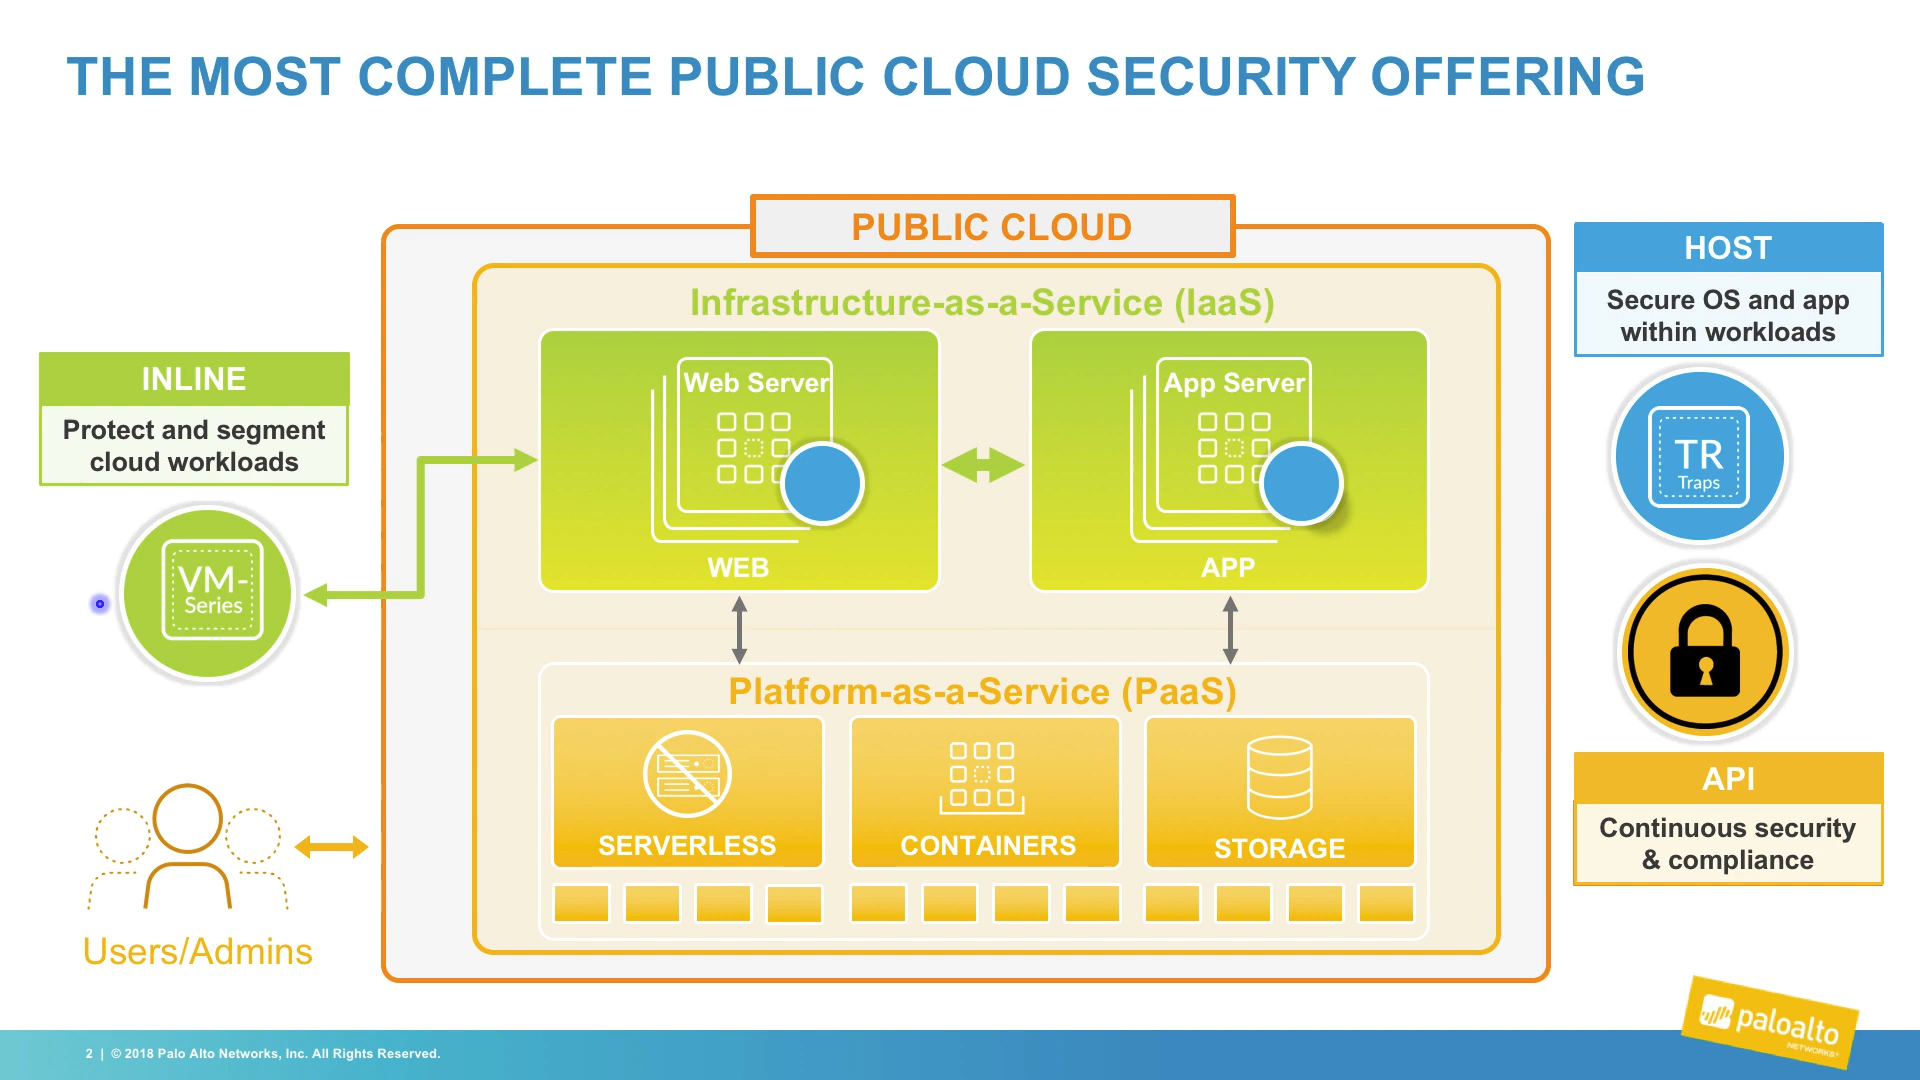 THE MOST COMPLETE PUBLIC CLOUD SECURITY OFFERING
PUBLIC CLOUD
Infrastructure-as-a-Service (IaaS)
Web Server
WEB
App Server
APP
Platform-as-a-Service (PaaS)
SERVERLESS
CONTAINERS
STORAGE
INLINE
Protect and segment
cloud workloads
VM-
Series
Users/Admins
HOST
Secure OS and app
within workloads
TR
Traps
API
Continuous security
& compliance
2 | © 2018 Palo Alto Networks, Inc. All Rights Reserved.
paloalto
NETWORKS®